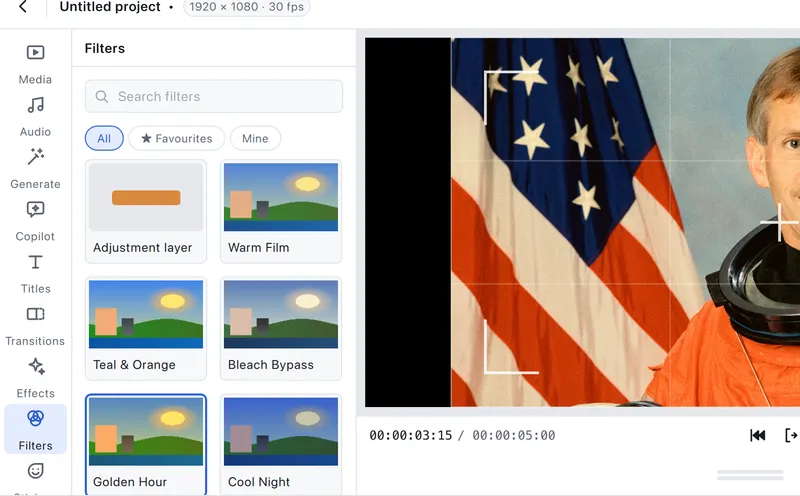 Untitled project • 1920 × 1080 · 30 fps
Media
Audio
Generate
Copilot
Titles
Transitions
Effects
Filters
Filters
Search filters
All ★ Favourites Mine
Adjustment layer Warm Film
Teal & Orange Bleach Bypass
Golden Hour Cool Night
00:00:03:15 / 00:00:05:00